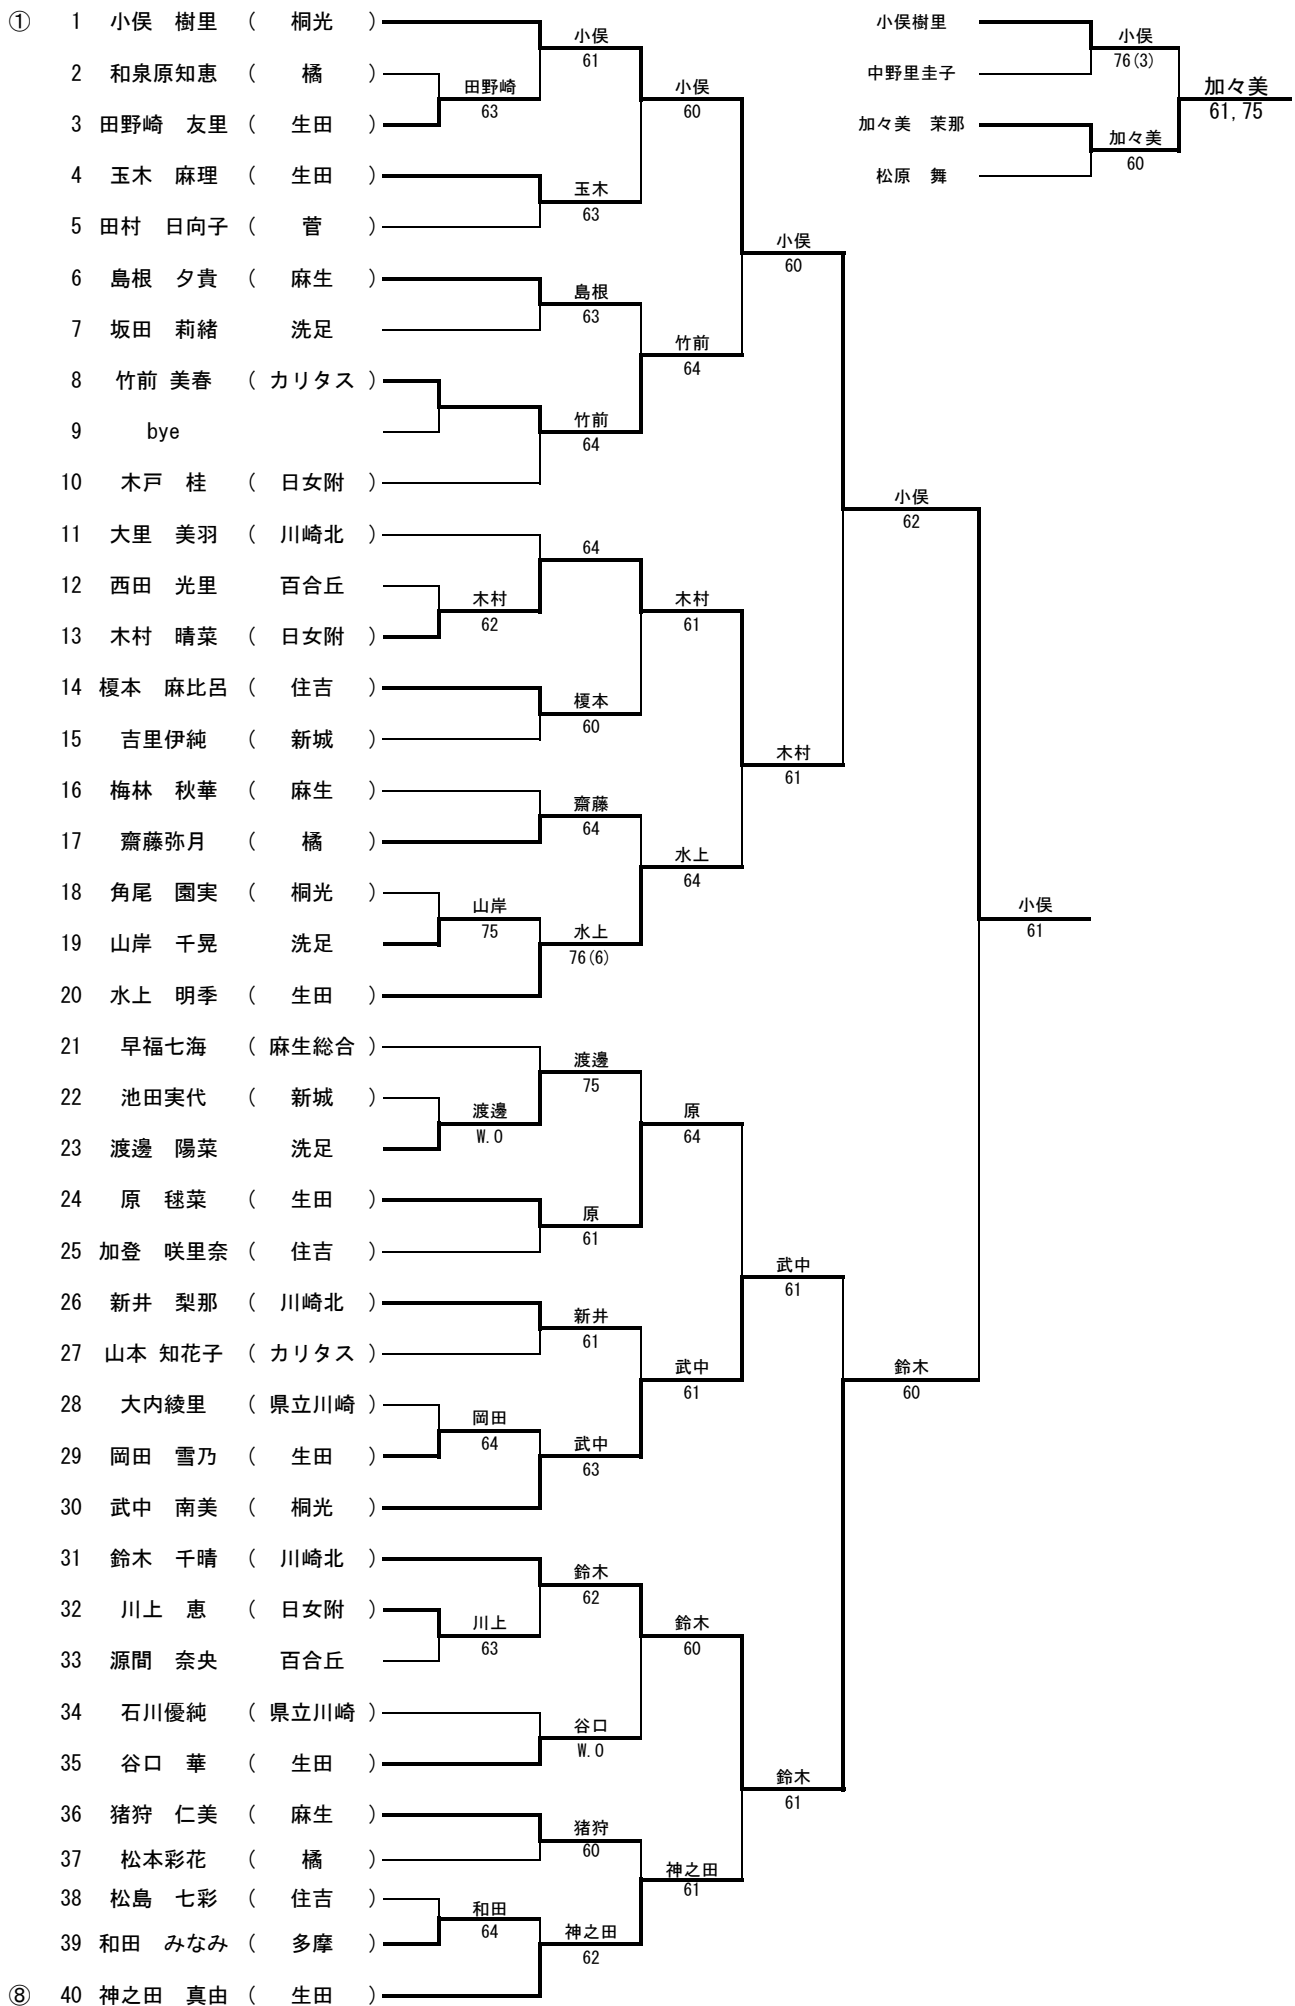 ① 1 小俣　樹里 （ 桐光 ）
2 和泉原知恵 （ 橘 ）
3 田野崎　友里 （ 生田 ）
4 玉木　麻理 （ 生田 ）
5 田村　日向子 （ 菅 ）
6 島根　夕貴 （ 麻生 ）
7 坂田　莉緒 洗足
8 竹前 美春 （ カリタス ）
9 bye
10 木戸　桂 （ 日女附 ）
11 大里　美羽 （ 川崎北 ）
12 西田　光里 百合丘
13 木村　晴菜 （ 日女附 ）
14 榎本　麻比呂 （ 住吉 ）
15 吉里伊純 （ 新城 ）
16 梅林　秋華 （ 麻生 ）
17 齋藤弥月 （ 橘 ）
18 角尾　園実 （ 桐光 ）
19 山岸　千晃 洗足
20 水上　明季 （ 生田 ）
21 早福七海 （ 麻生総合 ）
22 池田実代 （ 新城 ）
23 渡邊　陽菜 洗足
24 原　毬菜 （ 生田 ）
25 加登　咲里奈 （ 住吉 ）
26 新井　梨那 （ 川崎北 ）
27 山本 知花子 （ カリタス ）
28 大内綾里 （ 県立川崎 ）
29 岡田　雪乃 （ 生田 ）
30 武中　南美 （ 桐光 ）
31 鈴木　千晴 （ 川崎北 ）
32 川上　恵 （ 日女附 ）
33 源間　奈央 百合丘
34 石川優純 （ 県立川崎 ）
35 谷口　華 （ 生田 ）
36 猪狩　仁美 （ 麻生 ）
37 松本彩花 （ 橘 ）
38 松島　七彩 （ 住吉 ）
39 和田　みなみ （ 多摩 ）
⑧ 40 神之田　真由 （ 生田 ）
田野崎
63
木村
62
山岸
75
渡邊
W.O
岡田
64
川上
63
和田
64
小俣
61
玉木
63
島根
63
竹前
64
64
榎本
60
齋藤
64
水上
76(6)
渡邊
75
原
61
新井
61
武中
63
鈴木
62
谷口
W.O
猪狩
60
神之田
62
小俣
60
竹前
64
木村
61
水上
64
原
64
武中
61
鈴木
60
神之田
61
小俣
60
木村
61
武中
61
鈴木
61
小俣
62
鈴木
60
小俣
61
小俣樹里
中野里圭子
加々美　茉那
松原　舞
小俣
76(3)
加々美
60
加々美
61,75